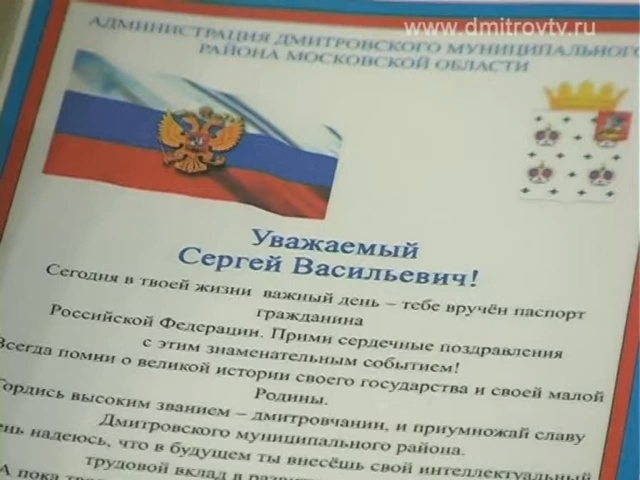 www.dmitrovtv.ru
АДМИНИСТРАЦИЯ ДМИТРОВСКОГО МУНИЦИПАЛЬНОГО
РАЙОНА МОСКОВСКОЙ ОБЛАСТИ
Уважаемый
Сергей Васильевич!
Сегодня в твоей жизни важный день – тебе вручён паспорт
гражданина
Российской Федерации. Прими сердечные поздравления
с этим знаменательным событием!
Всегда помни о великой истории своего государства и своей малой
Родины.
Гордись высоким званием – дмитровчанин, и приумножай славу
Дмитровского муниципального района.
надеюсь, что в будущем ты внесёшь свой интеллектуальный
трудовой вклад в
А пока